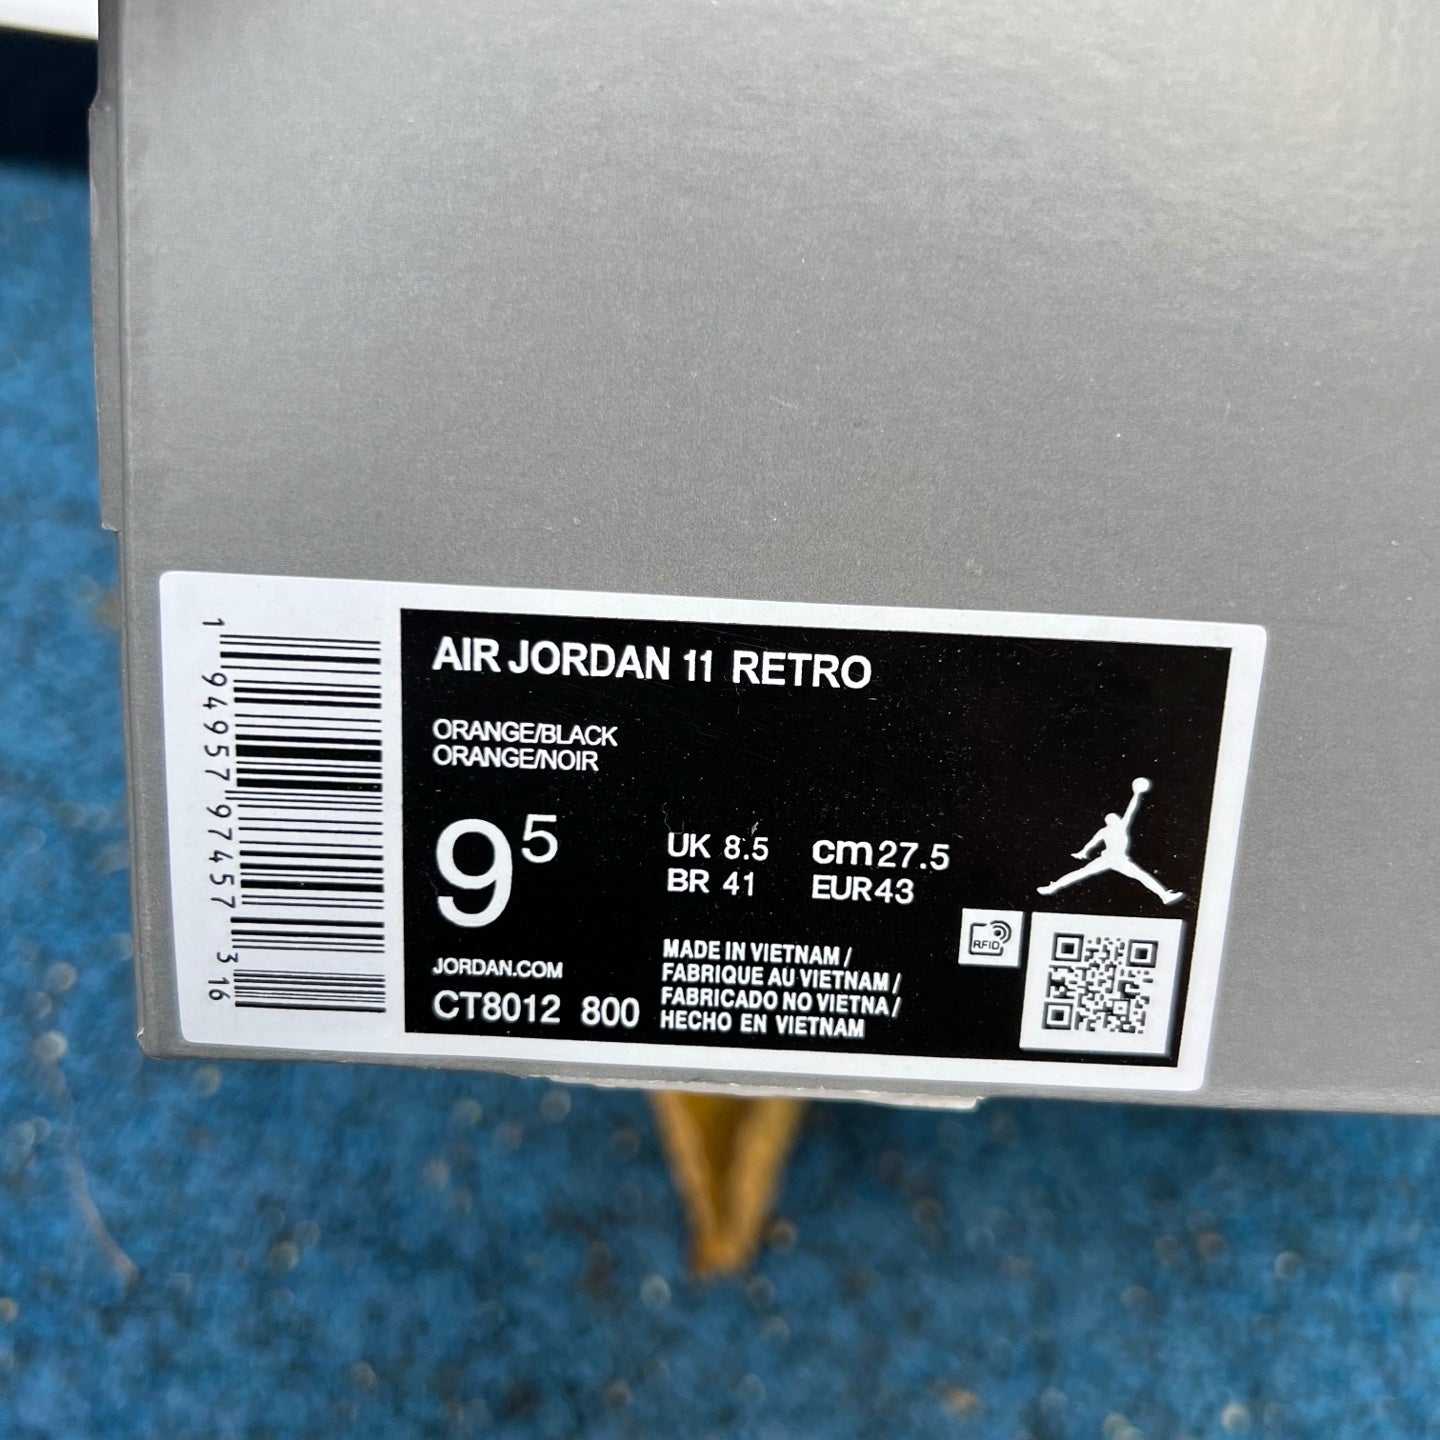 1 94957 97457 3 16
AIR JORDAN 11 RETRO
ORANGE/BLACK
ORANGE/NOIR
9 5
UK 8.5 cm 27.5
BR 41 EUR 43
JORDAN.COM
CT8012 800
MADE IN VIETNAM /
FABRIQUE AU VIETNAM /
FABRICADO NO VIETNA /
HECHO EN VIETNAM
RFID